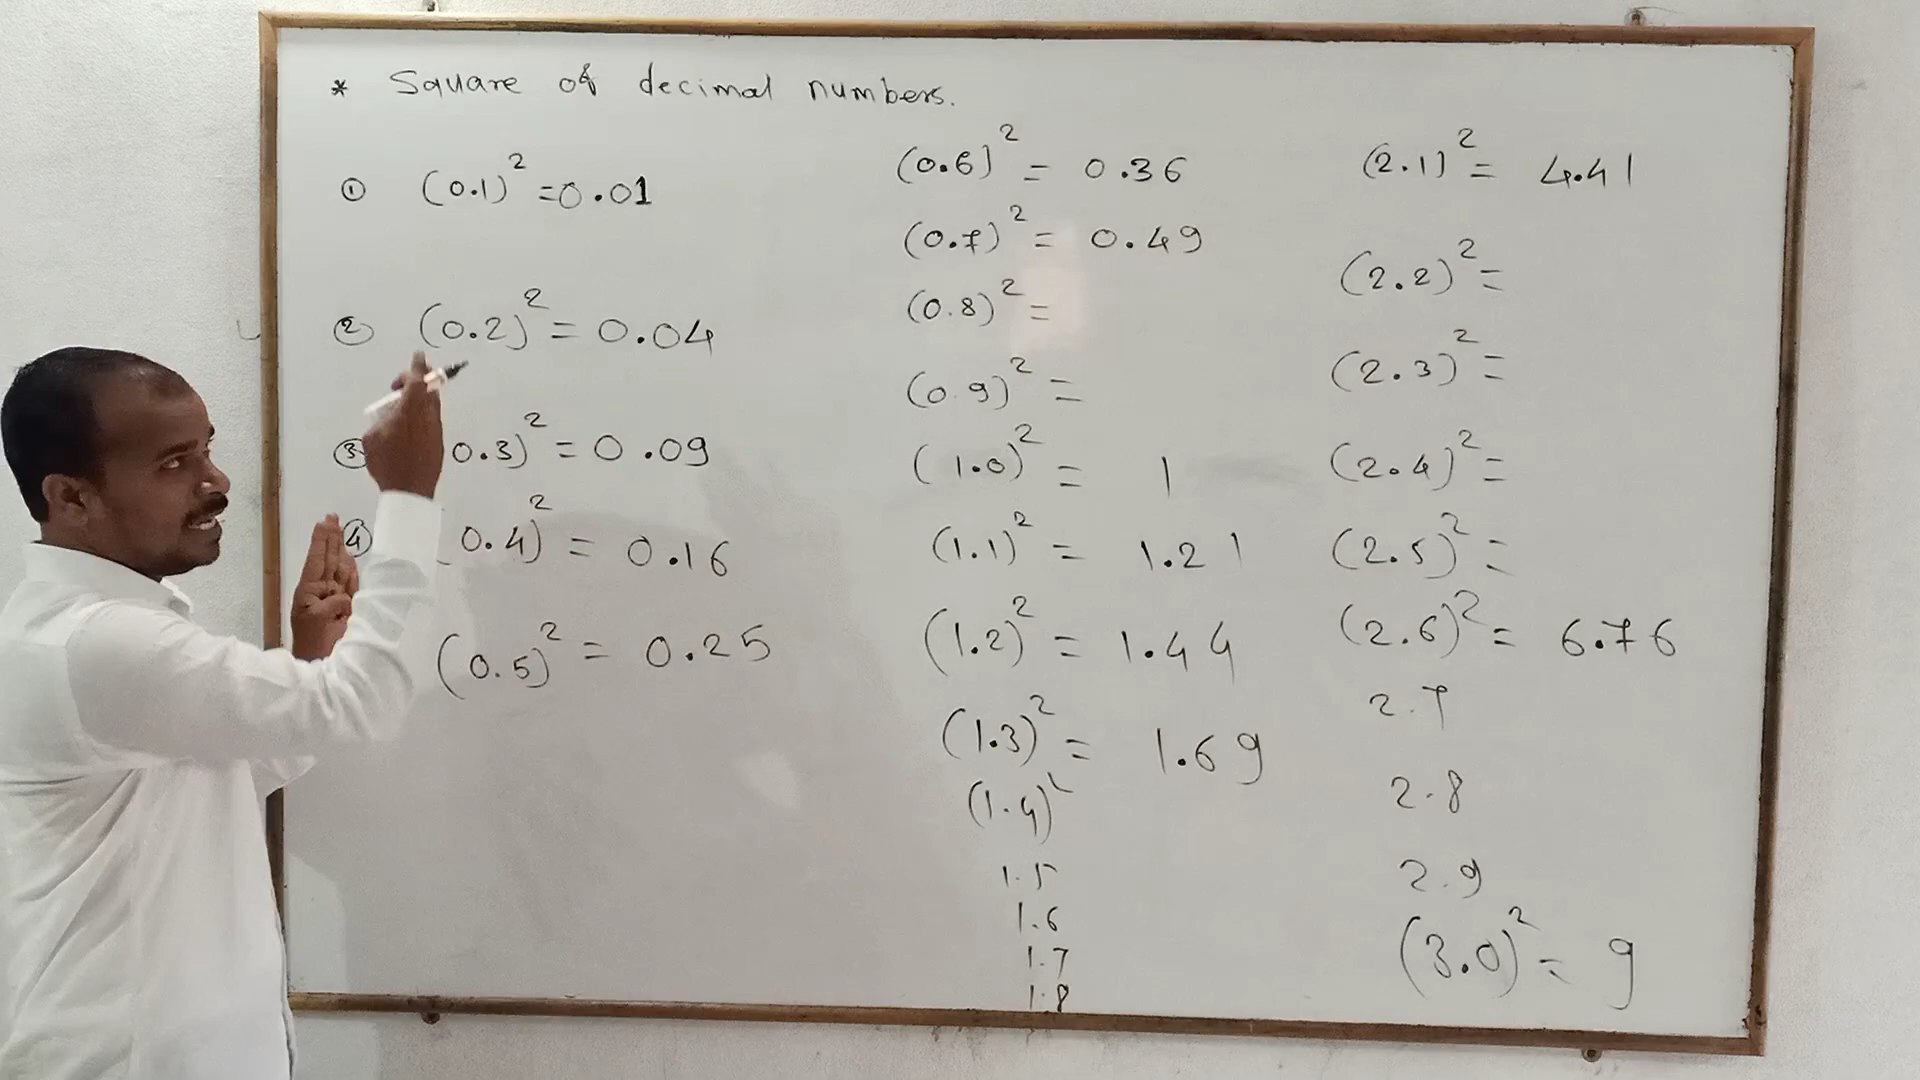 * Square of decimal numbers.
① (0.1)² = 0.01
② (0.2)² = 0.04
③ 0.3)² = 0.09
④ 0.4)² = 0.16
(0.5)² = 0.25
(0.6)² = 0.36
(0.7)² = 0.49
(0.8)² =
(0.9)² =
(1.0)² = 1
(1.1)² = 1.21
(1.2)² = 1.44
(1.3)² = 1.69
(1.4)²
1.5
1.6
1.7
1.8
(2.1)² = 4.41
(2.2)² =
(2.3)² =
(2.4)² =
(2.5)² =
(2.6)² = 6.76
2.7
2.8
2.9
(3.0)² = 9